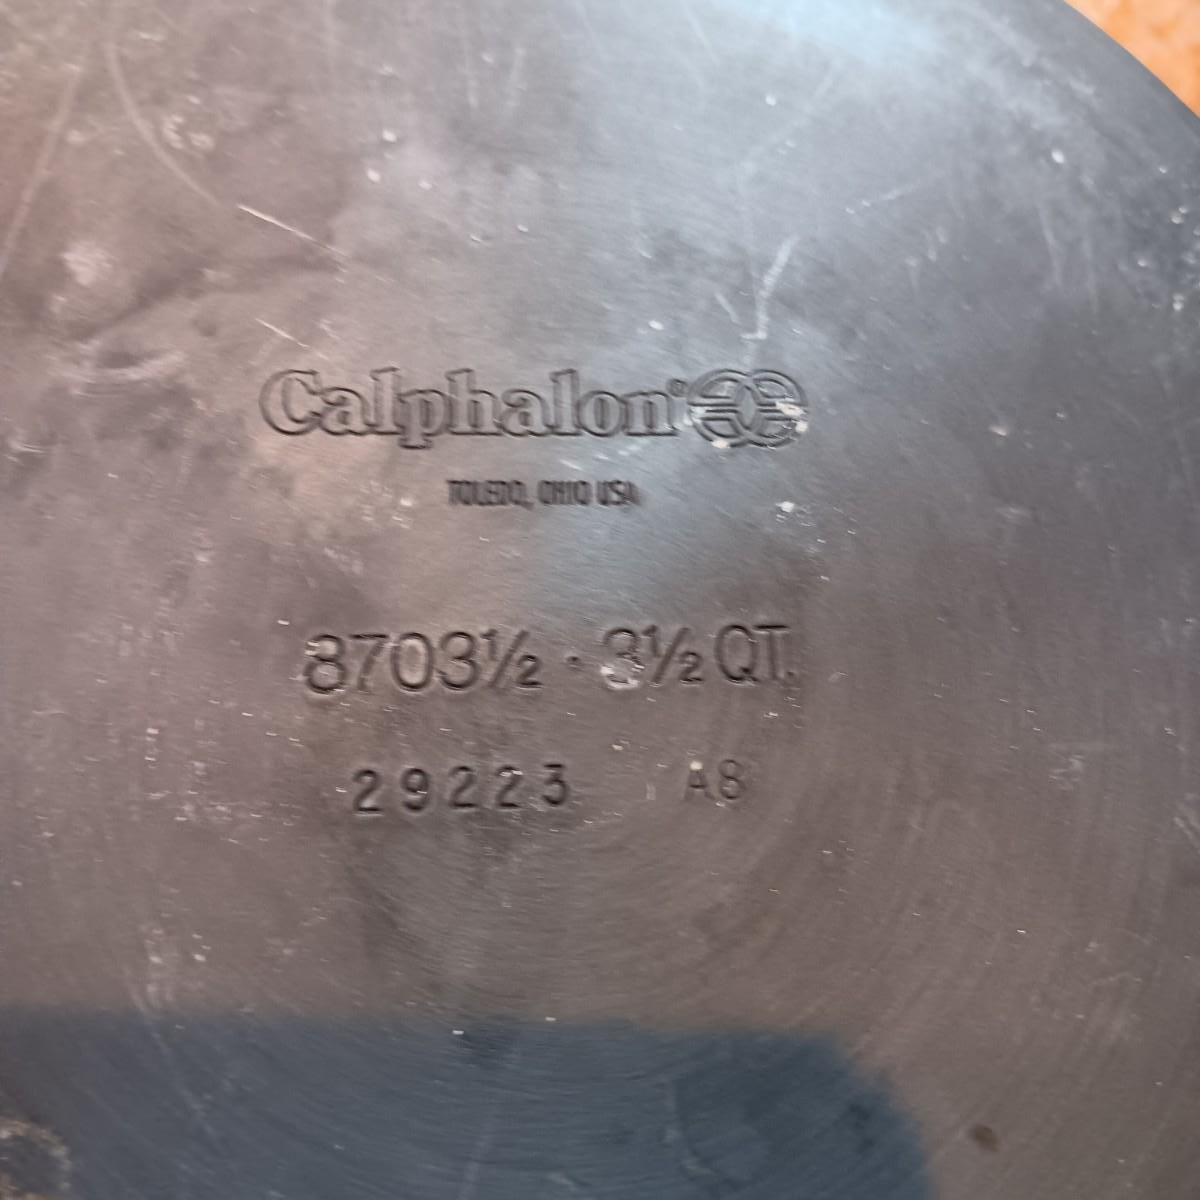 Calphalon®
TOLEDO, OHIO USA
8703½ · 3½ QT.
29223 A8